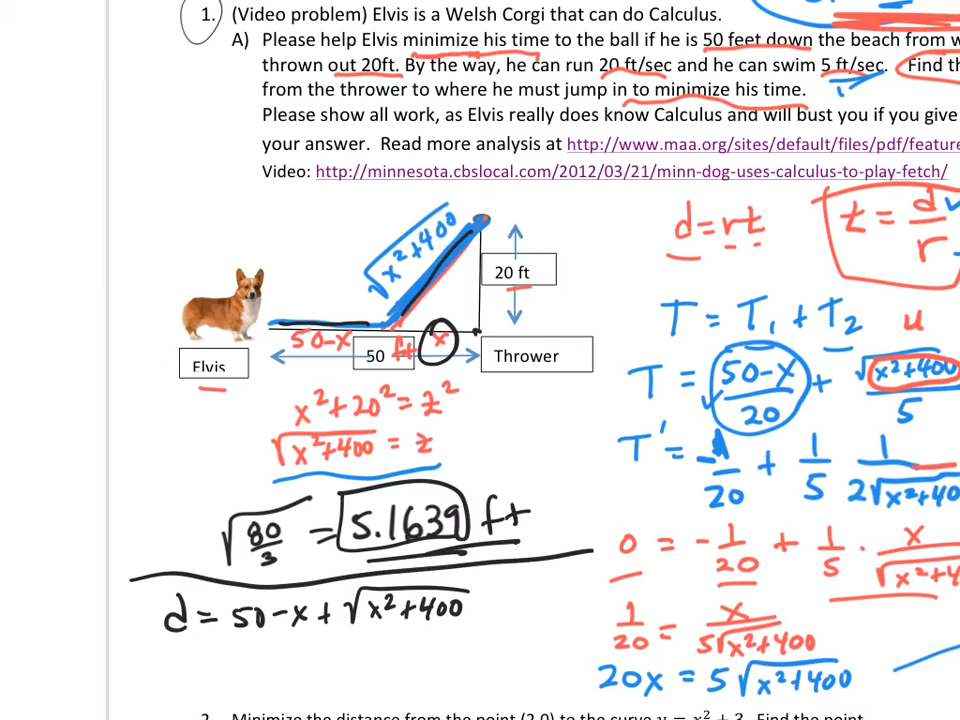 1. (Video problem) Elvis is a Welsh Corgi that can do Calculus.
A) Please help Elvis minimize his time to the ball if he is 50 feet down the beach from w
thrown out 20ft. By the way, he can run 20 ft/sec and he can swim 5 ft/sec. Find th
from the thrower to where he must jump in to minimize his time.
Please show all work, as Elvis really does know Calculus and will bust you if you give
your answer. Read more analysis at http://www.maa.org/sites/default/files/pdf/feature
Video: http://minnesota.cbslocal.com/2012/03/21/minn-dog-uses-calculus-to-play-fetch/
√x²+400
20 ft
50-x
50 ft
x
Elvis
Thrower
x²+20²=z²
√x²+400 = z
√80/3 = 5.1639 ft
d = 50-x+√x²+400
d=rt
t = d/r
T = T₁ + T₂
T = 50-x/20 + √x²+400/5
T' = -1/20 + 1/5 1/2√x²+40
0 = -1/20 + 1/5 · x/√x²+4
1/20 = x/5√x²+400
20x = 5√x²+400
2. Minimize the distance from the point (2,0) to the curve y = x² + 3. Find the point